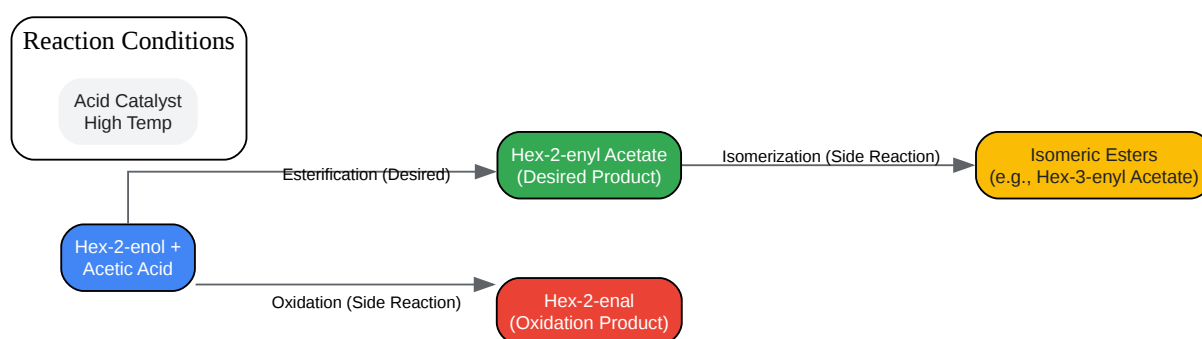 Reaction Conditions
Acid Catalyst
High Temp
Hex-2-enyl Acetate
(Desired Product)
Isomerization (Side Reaction)
Isomeric Esters
(e.g., Hex-3-enyl Acetate)
Esterification (Desired)
Hex-2-enol +
Acetic Acid
Oxidation (Side Reaction)
Hex-2-enal
(Oxidation Product)